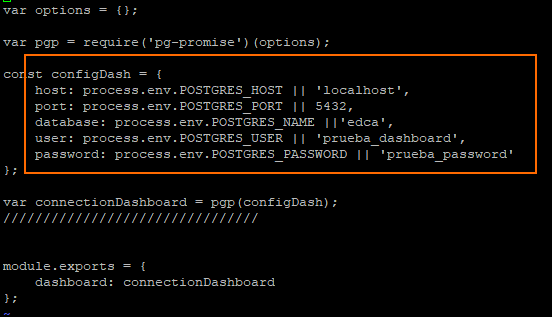 var options = {};
var pgp = require('pg-promise')(options);
const configDash = {
    host: process.env.POSTGRES_HOST || 'localhost',
    port: process.env.POSTGRES_PORT || 5432,
    database: process.env.POSTGRES_NAME ||'edca',
    user: process.env.POSTGRES_USER || 'prueba_dashboard',
    password: process.env.POSTGRES_PASSWORD || 'prueba_password'
};
var connectionDashboard = pgp(configDash);
////////////////////////////////
module.exports = {
    dashboard: connectionDashboard
};
~